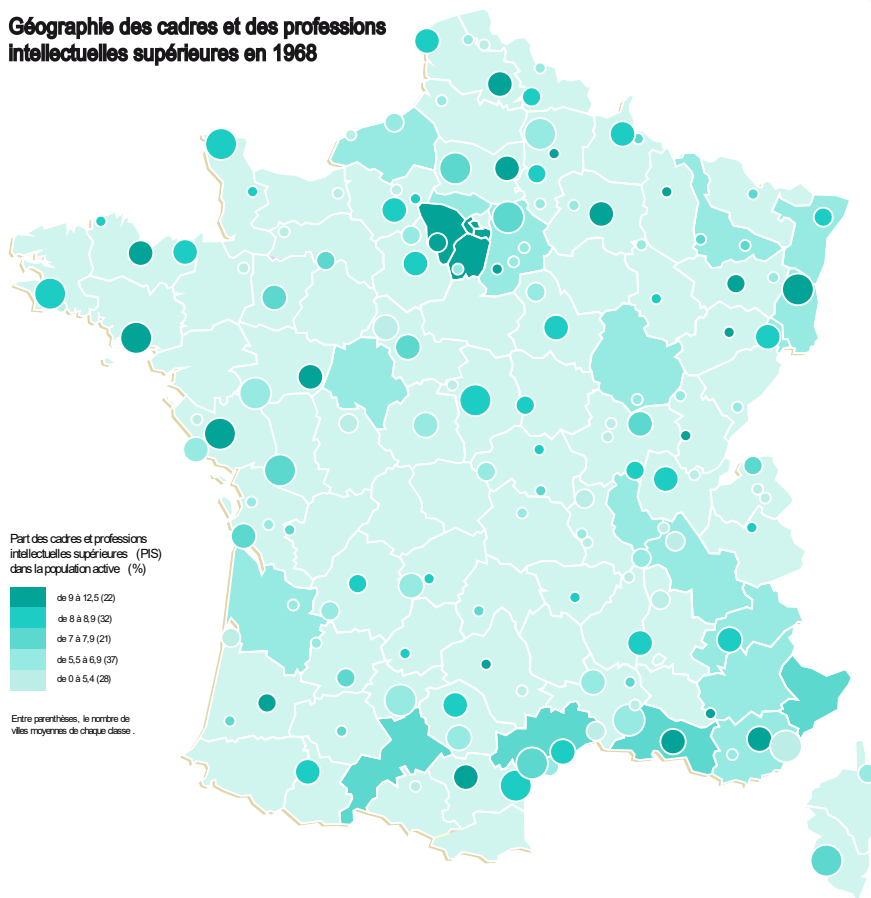 Géographie des cadres et des professions
intellectuelles supérieures en 1968
Part des cadres et professions
intellectuelles supérieures (PIS)
dans la population active (%)
de 9 à 12,5 (22)
de 8 à 8,9 (32)
de 7 à 7,9 (21)
de 5,5 à 6,9 (37)
de 0 à 5,4 (28)
Entre parenthèses, le nombre de
villes moyennes de chaque classe .